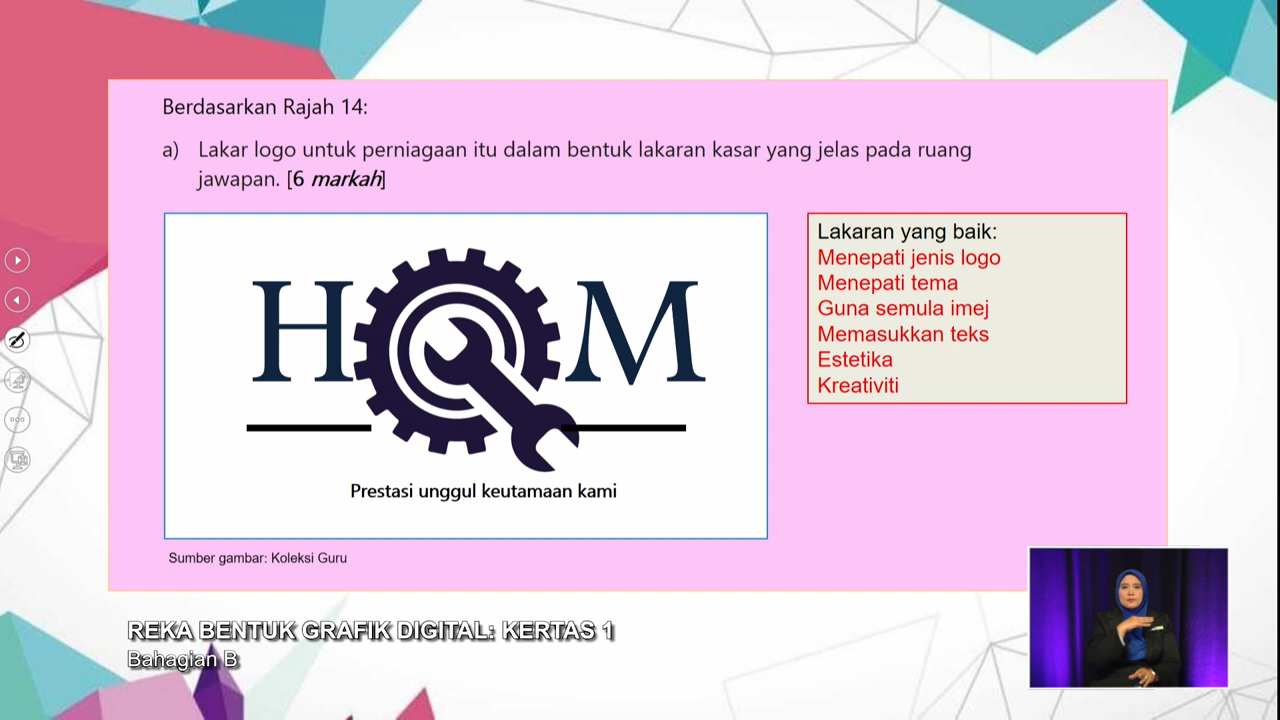 Berdasarkan Rajah 14:
a) Lakar logo untuk perniagaan itu dalam bentuk lakaran kasar yang jelas pada ruang
jawapan. [6 markah]
H M
Prestasi unggul keutamaan kami
Sumber gambar: Koleksi Guru
Lakaran yang baik:
Menepati jenis logo
Menepati tema
Guna semula imej
Memasukkan teks
Estetika
Kreativiti
REKA BENTUK GRAFIK DIGITAL: KERTAS 1
Bahagian B